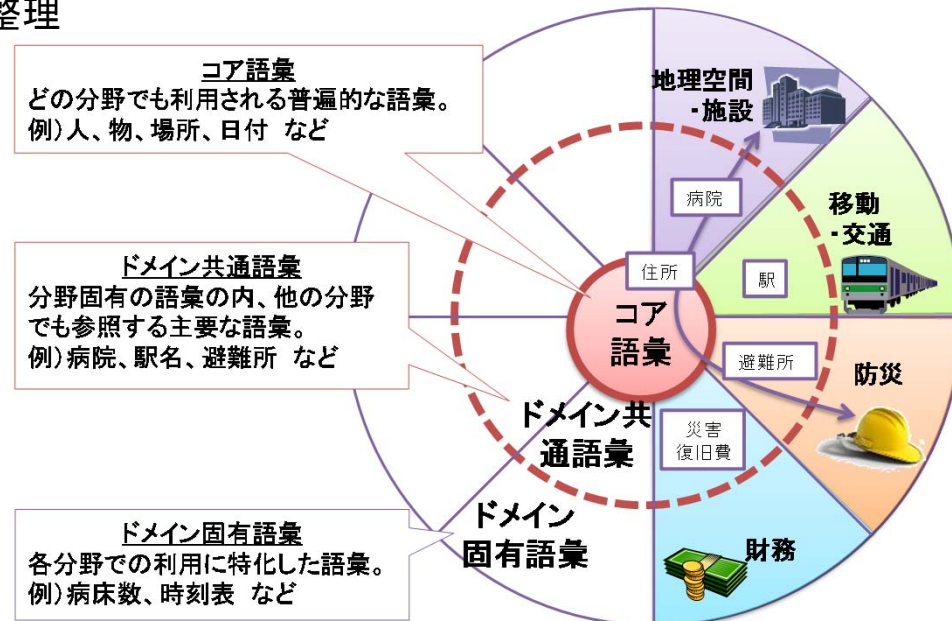 整理
コア語彙
どの分野でも利用される普遍的な語彙。
例)人、物、場所、日付 など
ドメイン共通語彙
分野固有の語彙の内、他の分野
でも参照する主要な語彙。
例)病院、駅名、避難所 など
ドメイン固有語彙
各分野での利用に特化した語彙。
例)病床数、時刻表 など
地理空間
・施設
病院
移動
・交通
住所
駅
コア
語彙
避難所
防災
ドメイン共
通語彙
災害
復旧費
ドメイン
固有語彙
財務